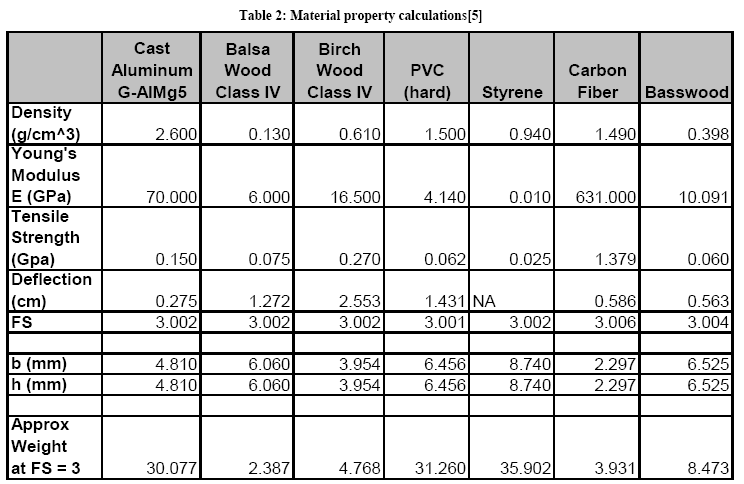 Table 2: Material property calculations[5]
Cast Aluminum G-AlMg5 Balsa Wood Class IV Birch Wood Class IV PVC (hard) Styrene Carbon Fiber Basswood
Density (g/cm^3) 2.600 0.130 0.610 1.500 0.940 1.490 0.398
Young's Modulus E (GPa) 70.000 6.000 16.500 4.140 0.010 631.000 10.091
Tensile Strength (Gpa) 0.150 0.075 0.270 0.062 0.025 1.379 0.060
Deflection (cm) 0.275 1.272 2.553 1.431 NA 0.586 0.563
FS 3.002 3.002 3.002 3.001 3.002 3.006 3.004
b (mm) 4.810 6.060 3.954 6.456 8.740 2.297 6.525
h (mm) 4.810 6.060 3.954 6.456 8.740 2.297 6.525
Approx Weight at FS = 3 30.077 2.387 4.768 31.260 35.902 3.931 8.473